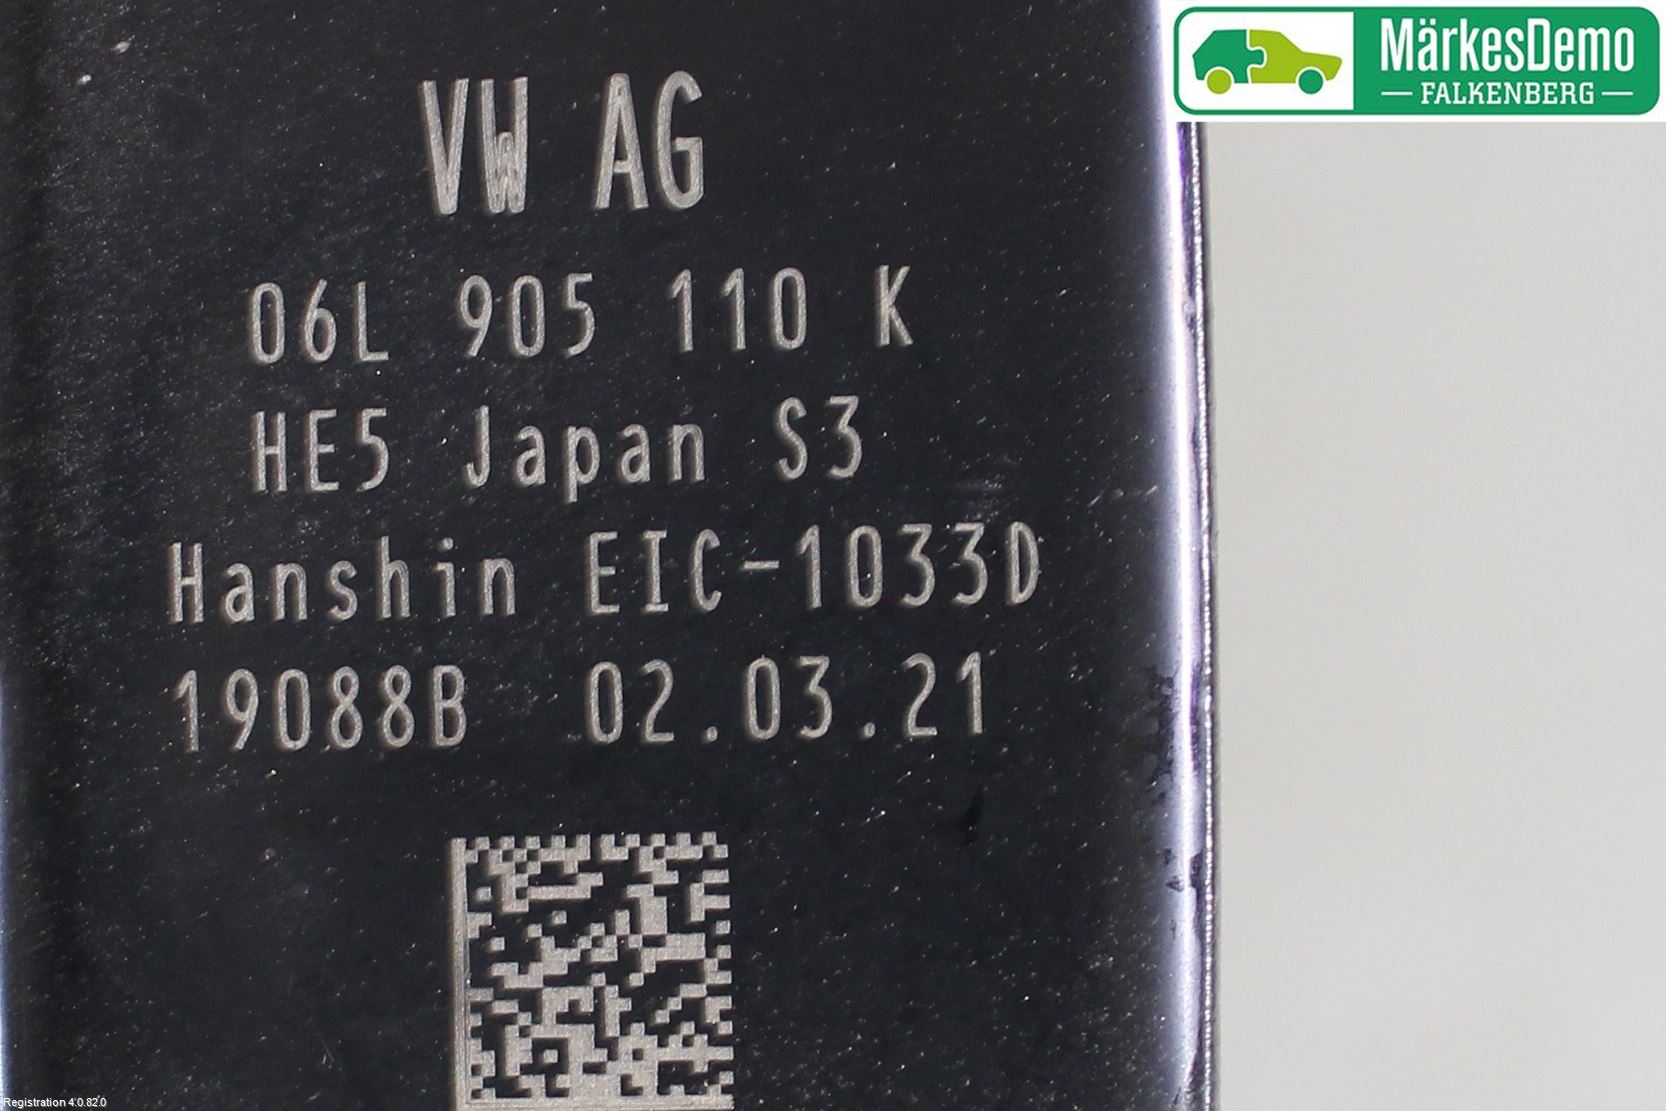 MärkesDemo
FALKENBERG
VW AG
06L 905 110 K
HE5 Japan S3
Hanshin EIC-1033D
19088B 02.03.21
Registration 4.0.82.0